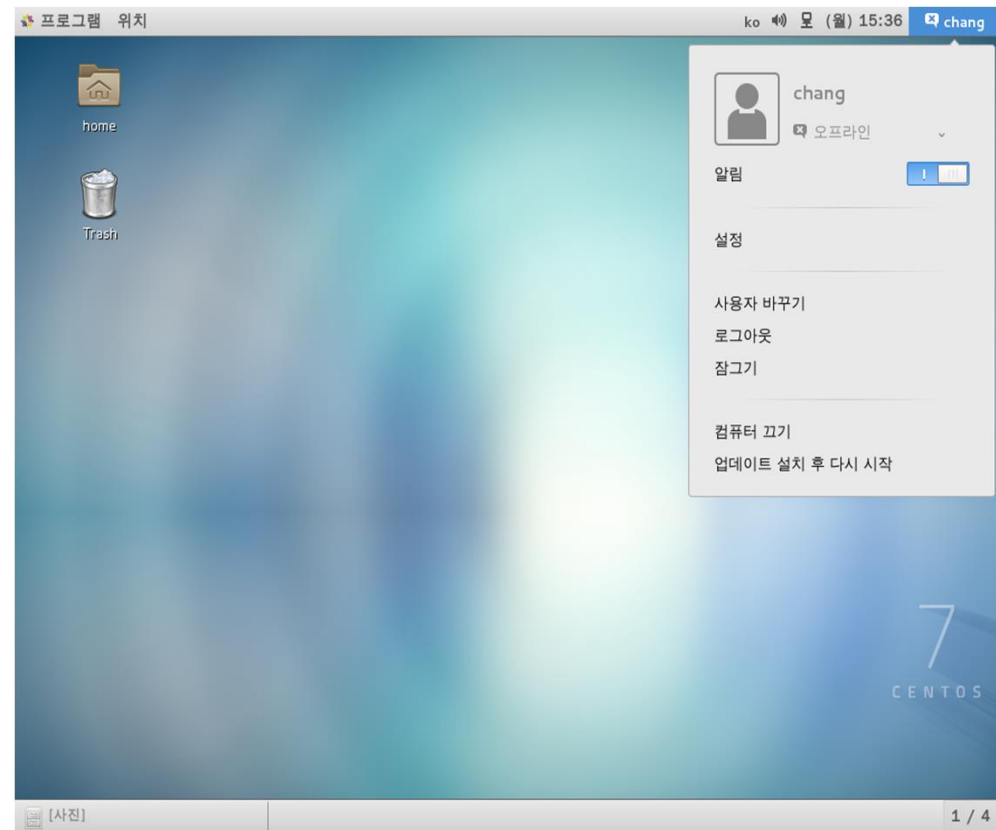 프로그램 위치 ko (월) 15:36 chang
home
Trash
chang
오프라인
알림
설정
사용자 바꾸기
로그아웃
잠그기
컴퓨터 끄기
업데이트 설치 후 다시 시작
7
CENTOS
[사진] 1 / 4